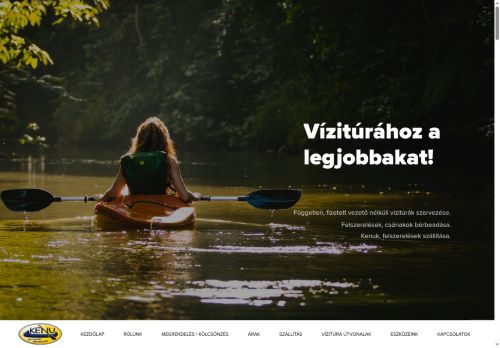 Vízitúrához a
legjobbakat!
Független, fizetett vezető nélküli vízitúrák szervezése.
Felszerelések, csónakok bérbeadása.
Kenuk, felszerelések szállítása.
KENU
KEZDŐLAP
RÓLUNK
MEGRENDELÉS / KÖLCSÖNZÉS
ÁRAK
SZÁLLÍTÁS
VÍZITÚRA ÚTVONALAK
ESZKÖZEINK
KAPCSOLATOK